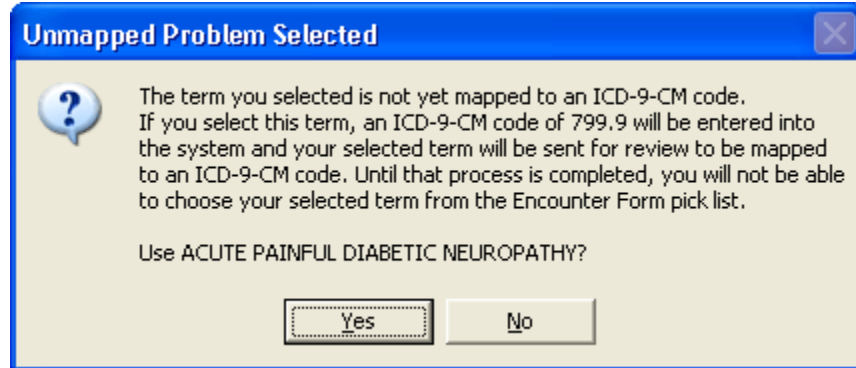 Unmapped Problem Selected
The term you selected is not yet mapped to an ICD-9-CM code.
If you select this term, an ICD-9-CM code of 799.9 will be entered into
the system and your selected term will be sent for review to be mapped
to an ICD-9-CM code. Until that process is completed, you will not be able
to choose your selected term from the Encounter Form pick list.
Use ACUTE PAINFUL DIABETIC NEUROPATHY?
Yes No